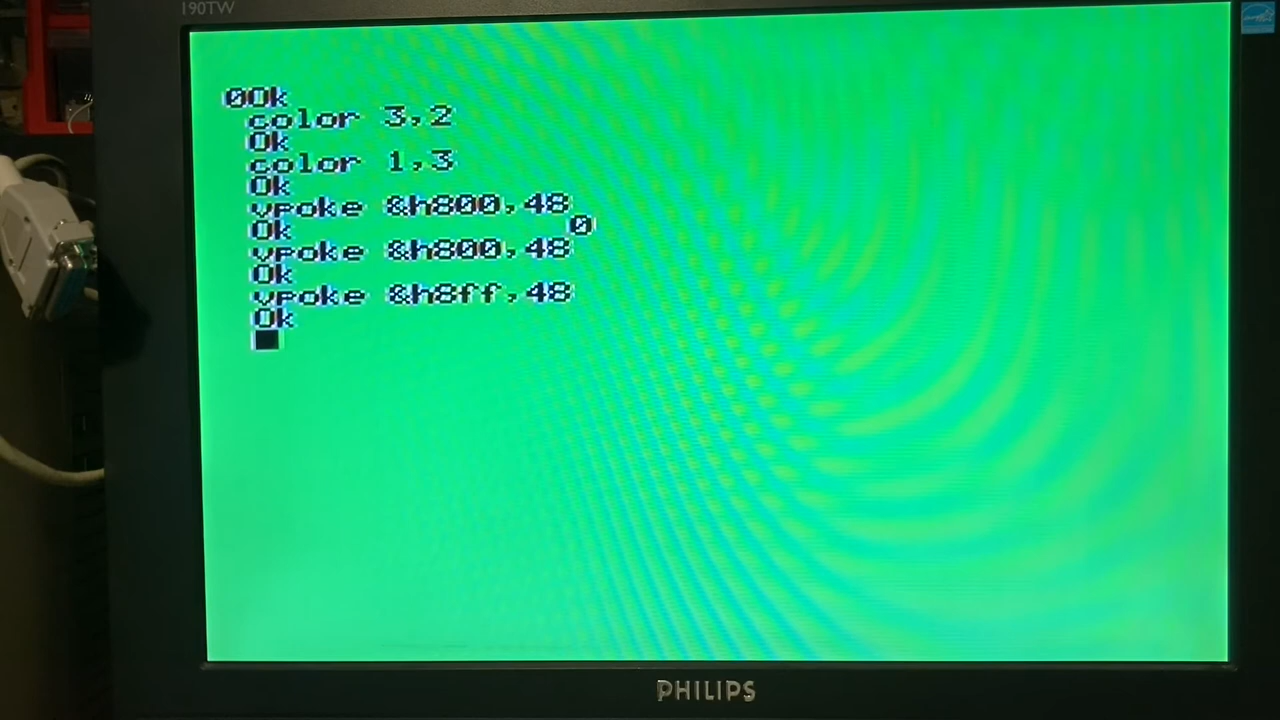 190TW
0Ok
color 3,2
Ok
color 1,3
Ok
vpoke &h800,48
Ok 0
vpoke &h800,48
Ok
vpoke &h8ff,48
Ok
PHILIPS